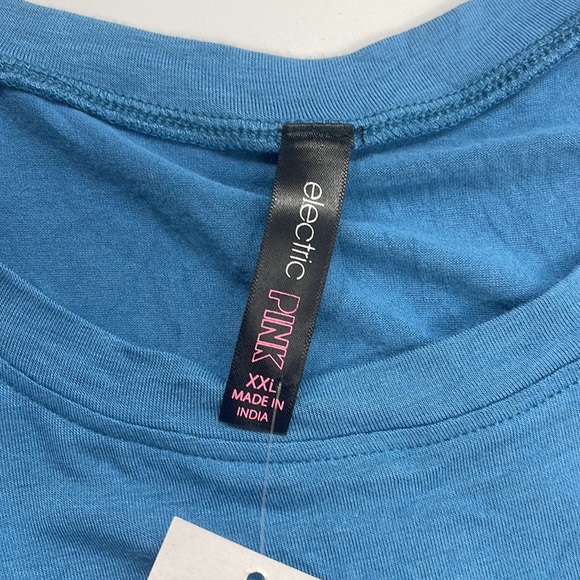 electric PINK
XXL
MADE IN
INDIA